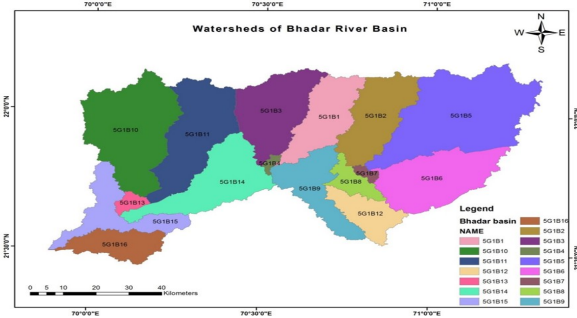 70°0'0"E 70°30'0"E 71°0'0"E
Watersheds of Bhadar River Basin
N
W E
S
22°0'0"N
5G1B3
5G1B1
5G1B2
5G1B5
5G1B10
5G1B11
5G1B4
5G1B7
5G1B14
5G1B9
5G1B8
5G1B6
5G1B13
5G1B12
5G1B15
5G1B16
21°30'0"N
Legend
Bhadar basin
NAME
5G1B1
5G1B10
5G1B11
5G1B12
5G1B13
5G1B14
5G1B15
5G1B16
5G1B2
5G1B3
5G1B4
5G1B5
5G1B6
5G1B7
5G1B8
5G1B9
0 5 10 20 30 40
Kilometers
70°0'0"E 70°30'0"E 71°0'0"E